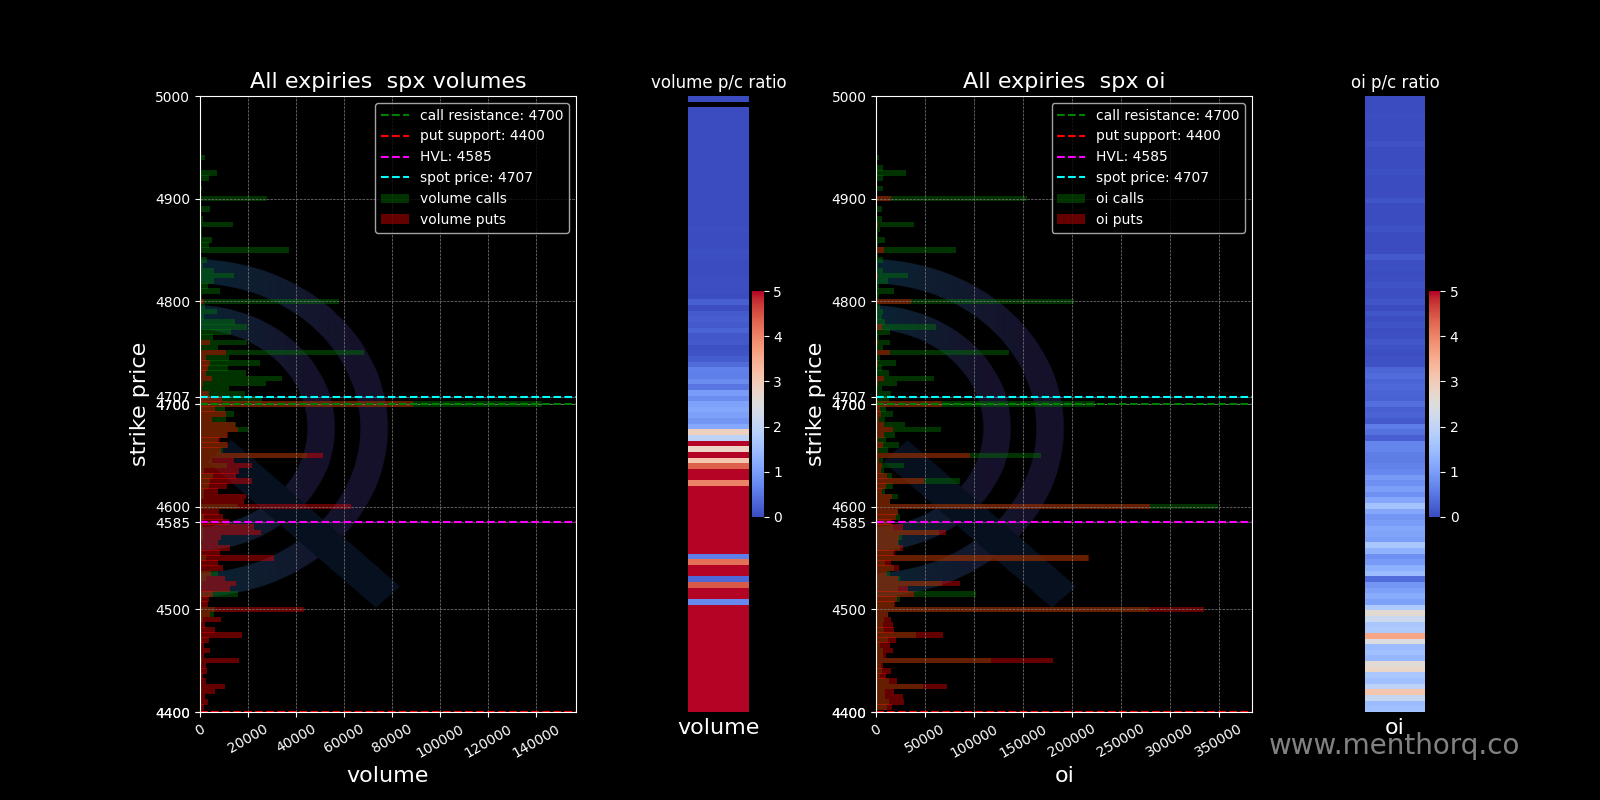 All expiries  spx volumes
5000
4900
4800
4707
4700
4600
4585
4500
4400
strike price
call resistance: 4700
put support: 4400
HVL: 4585
spot price: 4707
volume calls
volume puts
0
20000
40000
60000
80000
100000
120000
140000
volume
volume p/c ratio
5
4
3
2
1
0
volume
All expiries  spx oi
5000
4900
4800
4707
4700
4600
4585
4500
4400
strike price
call resistance: 4700
put support: 4400
HVL: 4585
spot price: 4707
oi calls
oi puts
0
50000
100000
150000
200000
250000
300000
350000
oi
oi p/c ratio
5
4
3
2
1
0
oi
www.menthorq.co